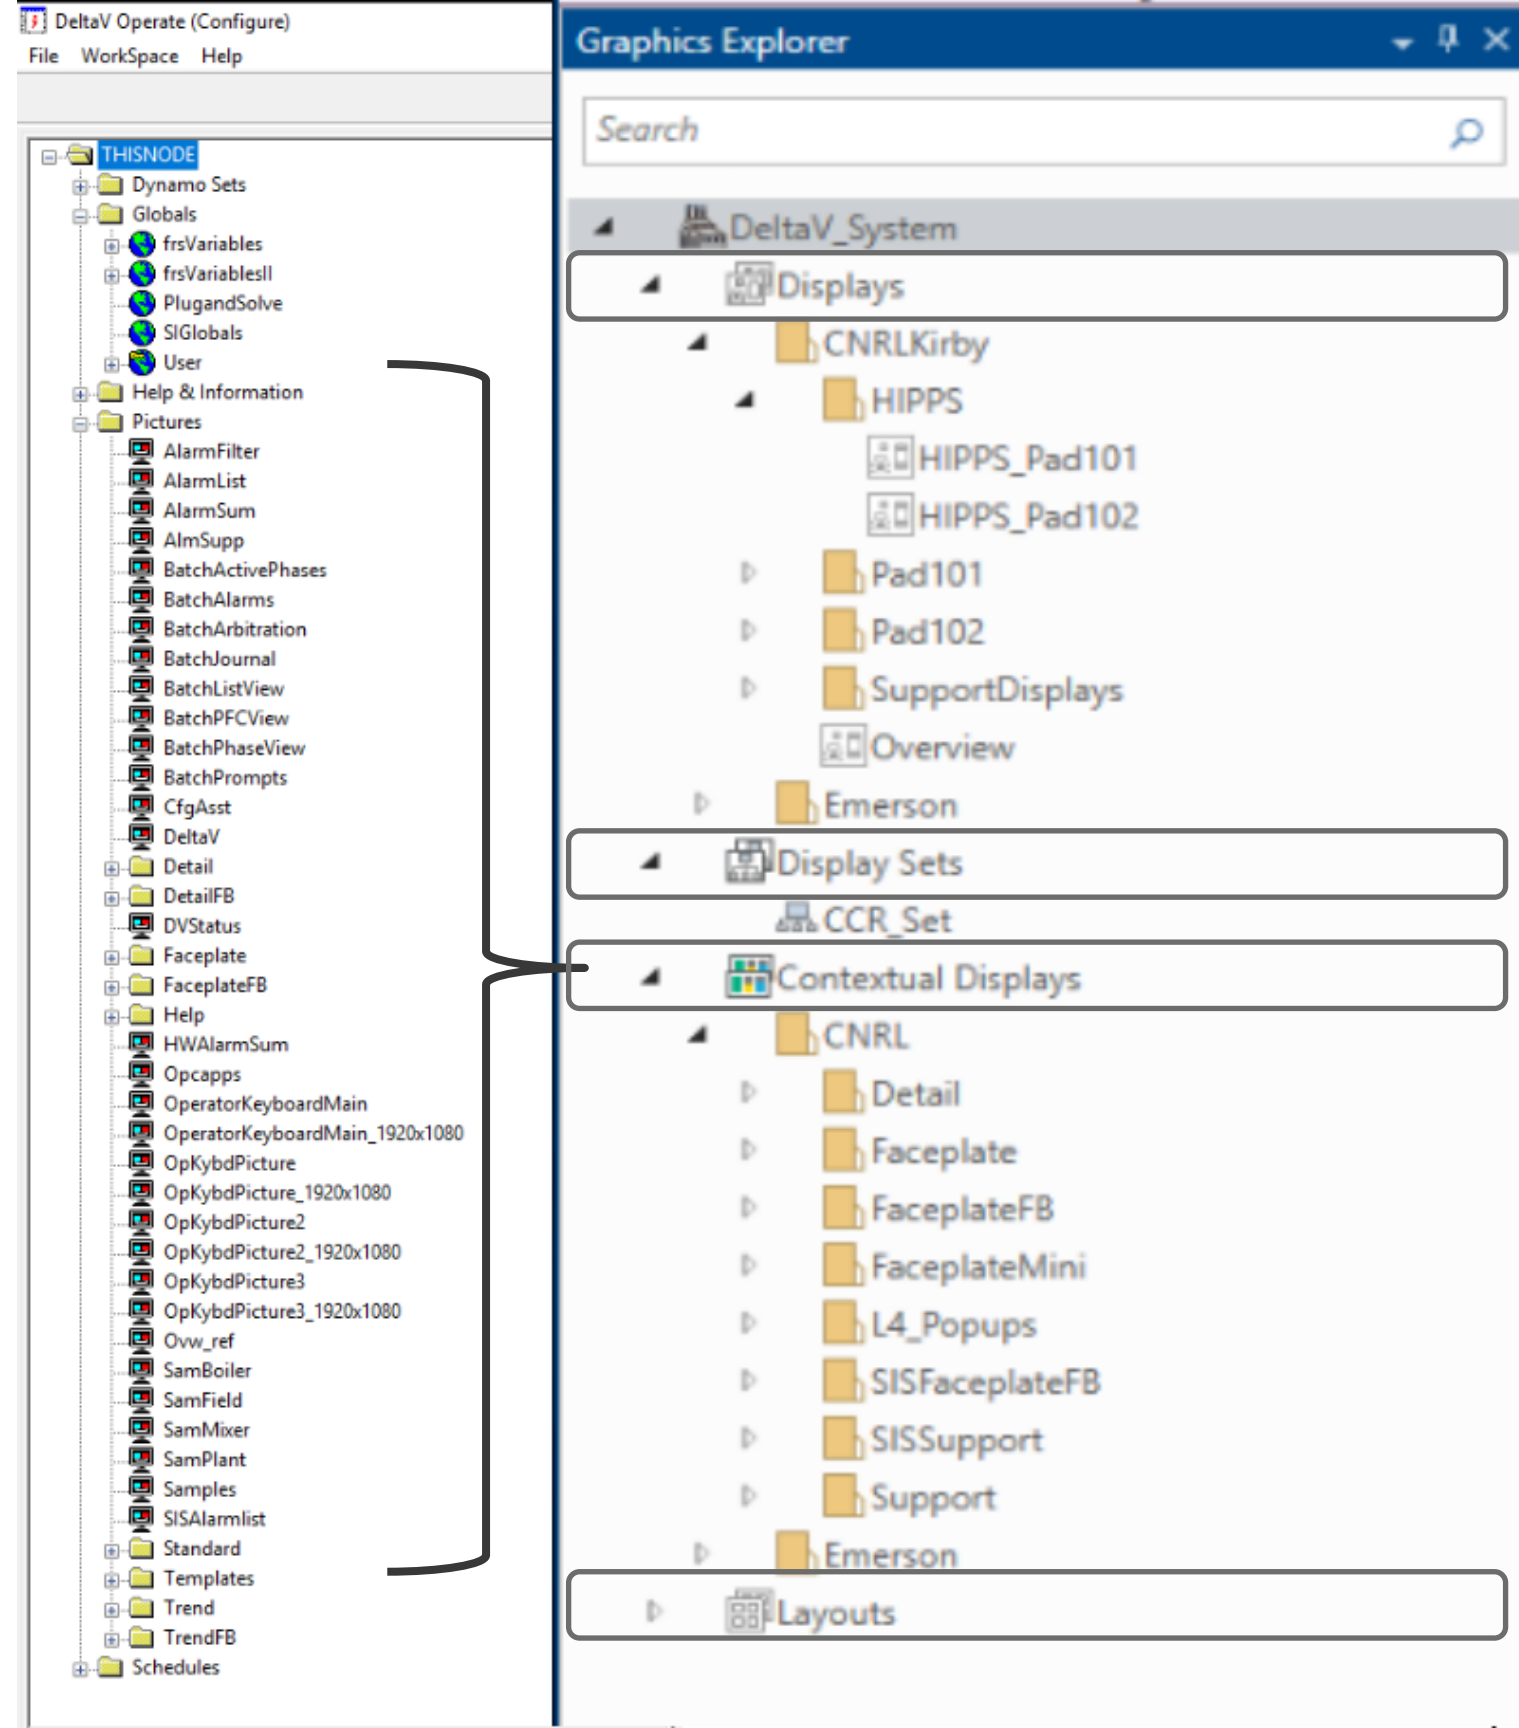 DeltaV Operate (Configure)
File WorkSpace Help
THISNODE
Dynamo Sets
Globals
frsVariables
frsVariablesII
PlugandSolve
SIGlobals
User
Help & Information
Pictures
AlarmFilter
AlarmList
AlarmSum
AlmSupp
BatchActivePhases
BatchAlarms
BatchArbitration
BatchJournal
BatchListView
BatchPFCView
BatchPhaseView
BatchPrompts
CfgAsst
DeltaV
Detail
DetailFB
DVStatus
Faceplate
FaceplateFB
Help
HWAlarmSum
Opcapps
OperatorKeyboardMain
OperatorKeyboardMain_1920x1080
OpKybdPicture
OpKybdPicture_1920x1080
OpKybdPicture2
OpKybdPicture2_1920x1080
OpKybdPicture3
OpKybdPicture3_1920x1080
Ovw_ref
SamBoiler
SamField
SamMixer
SamPlant
Samples
SISAlarmlist
Standard
Templates
Trend
TrendFB
Schedules
Graphics Explorer
Search
DeltaV_System
Displays
CNRLKirby
HIPPS
HIPPS_Pad101
HIPPS_Pad102
Pad101
Pad102
SupportDisplays
Overview
Emerson
Display Sets
CCR_Set
Contextual Displays
CNRL
Detail
Faceplate
FaceplateFB
FaceplateMini
L4_Popups
SISFaceplateFB
SISSupport
Support
Emerson
Layouts